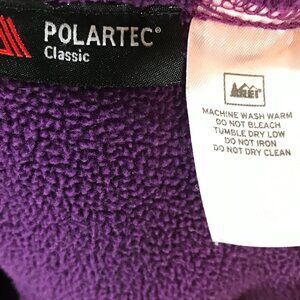 POLARTEC®
Classic
REI
MACHINE WASH WARM
DO NOT BLEACH
TUMBLE DRY LOW
DO NOT IRON
DO NOT DRY CLEAN